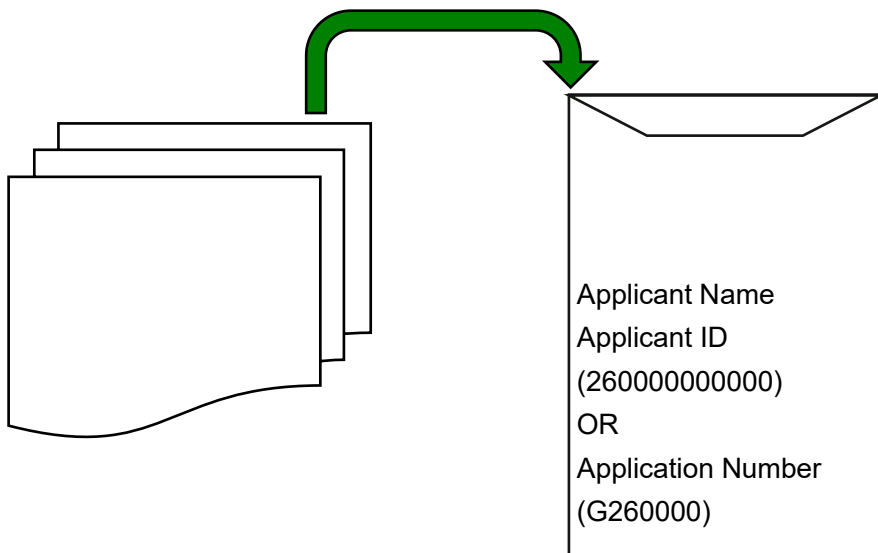 Applicant Name
Applicant ID
(260000000000)
OR
Application Number
(G260000)